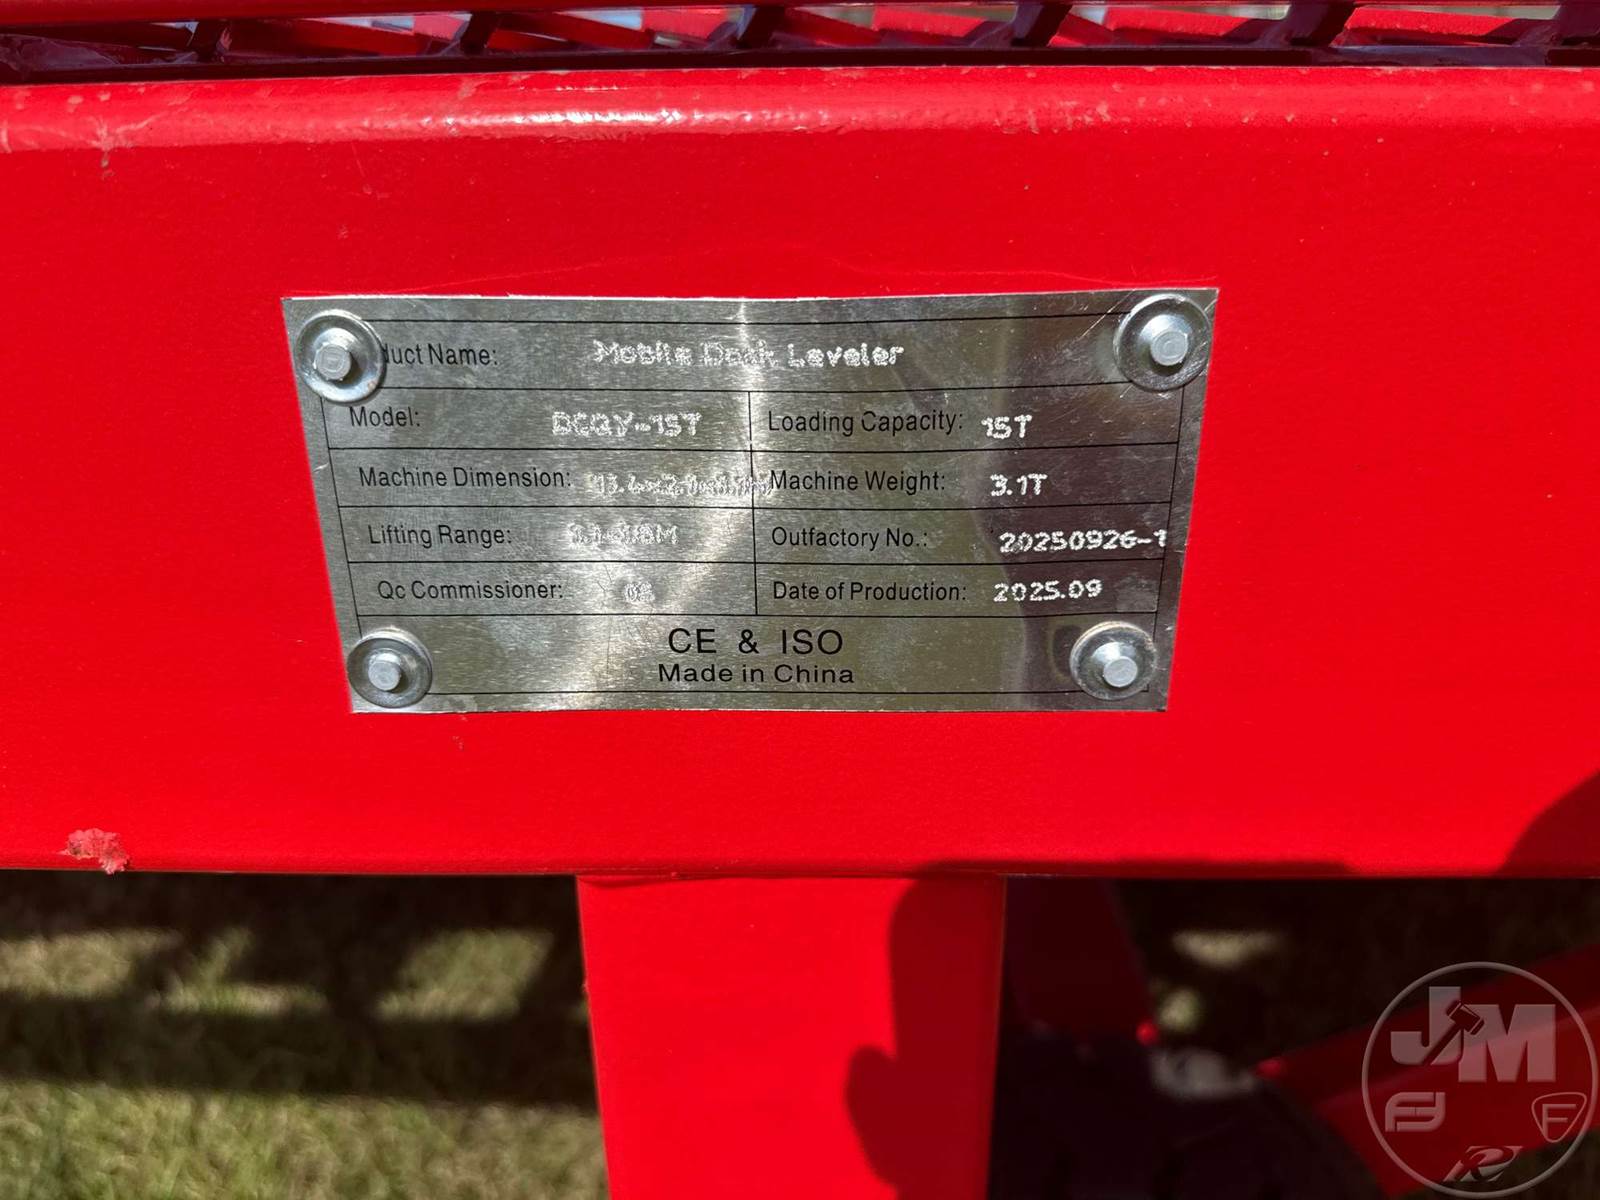 duct Name: Mobile Dock Leveler
Model: DCQY-15T Loading Capacity: 15T
Machine Dimension: Machine Weight: 3.1T
Lifting Range: Outfactory No.: 20250926-1
Qc Commissioner: Date of Production: 2025.09
CE & ISO
Made in China
JM